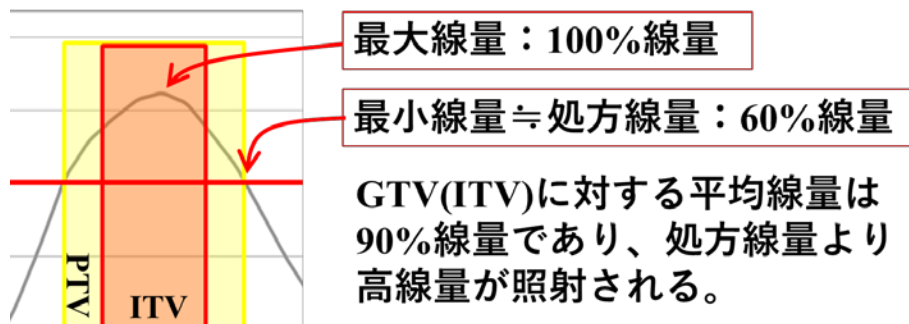 最大線量：100%線量
最小線量≒処方線量：60%線量
GTV(ITV)に対する平均線量は
90%線量であり、処方線量より
高線量が照射される。
PTV
ITV